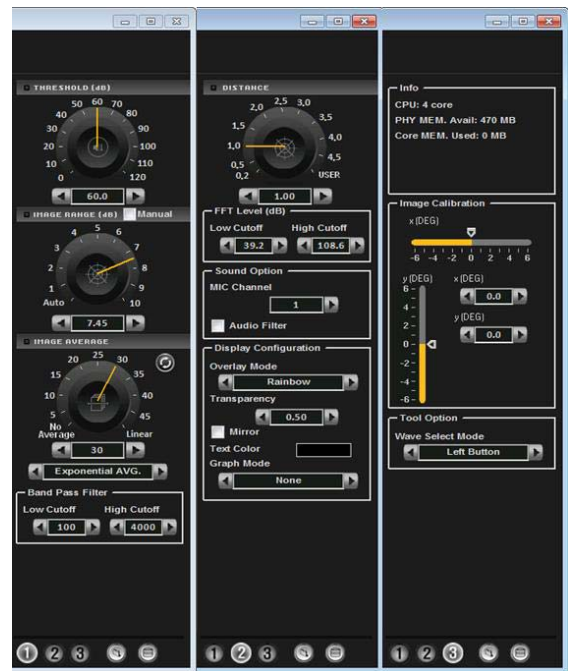 THRESHOLD (dB)
50 60 70
40 80
30 90
20 100
10 110
0 120
60.0
IMAGE RANGE (dB) Manual
4 5 6
3 7
2 8
1 9
Auto 10
7.45
IMAGE AVERAGE
20 25 30
15 35
10 40
5 45
No Average Linear
30
Exponential AVG.
Band Pass Filter
Low Cutoff High Cutoff
100 4000
1 2 3
DISTANCE
2,0 2,5 3,0
1,5 3,5
1,0 4,0
0,5 4,5
0,2 USER
1.00
FFT Level (dB)
Low Cutoff High Cutoff
39.2 108.6
Sound Option
MIC Channel
1
Audio Filter
Display Configuration
Overlay Mode
Rainbow
Transparency
0.50
Mirror
Text Color
Graph Mode
None
1 2 3
Info
CPU: 4 core
PHY MEM. Avail: 470 MB
Core MEM. Used: 0 MB
Image Calibration
x (DEG)
-6 -4 -2 0 2 4 6
y (DEG) x (DEG)
6
4 0.0
2 y (DEG)
0 0.0
-2
-4
-6
Tool Option
Wave Select Mode
Left Button
1 2 3